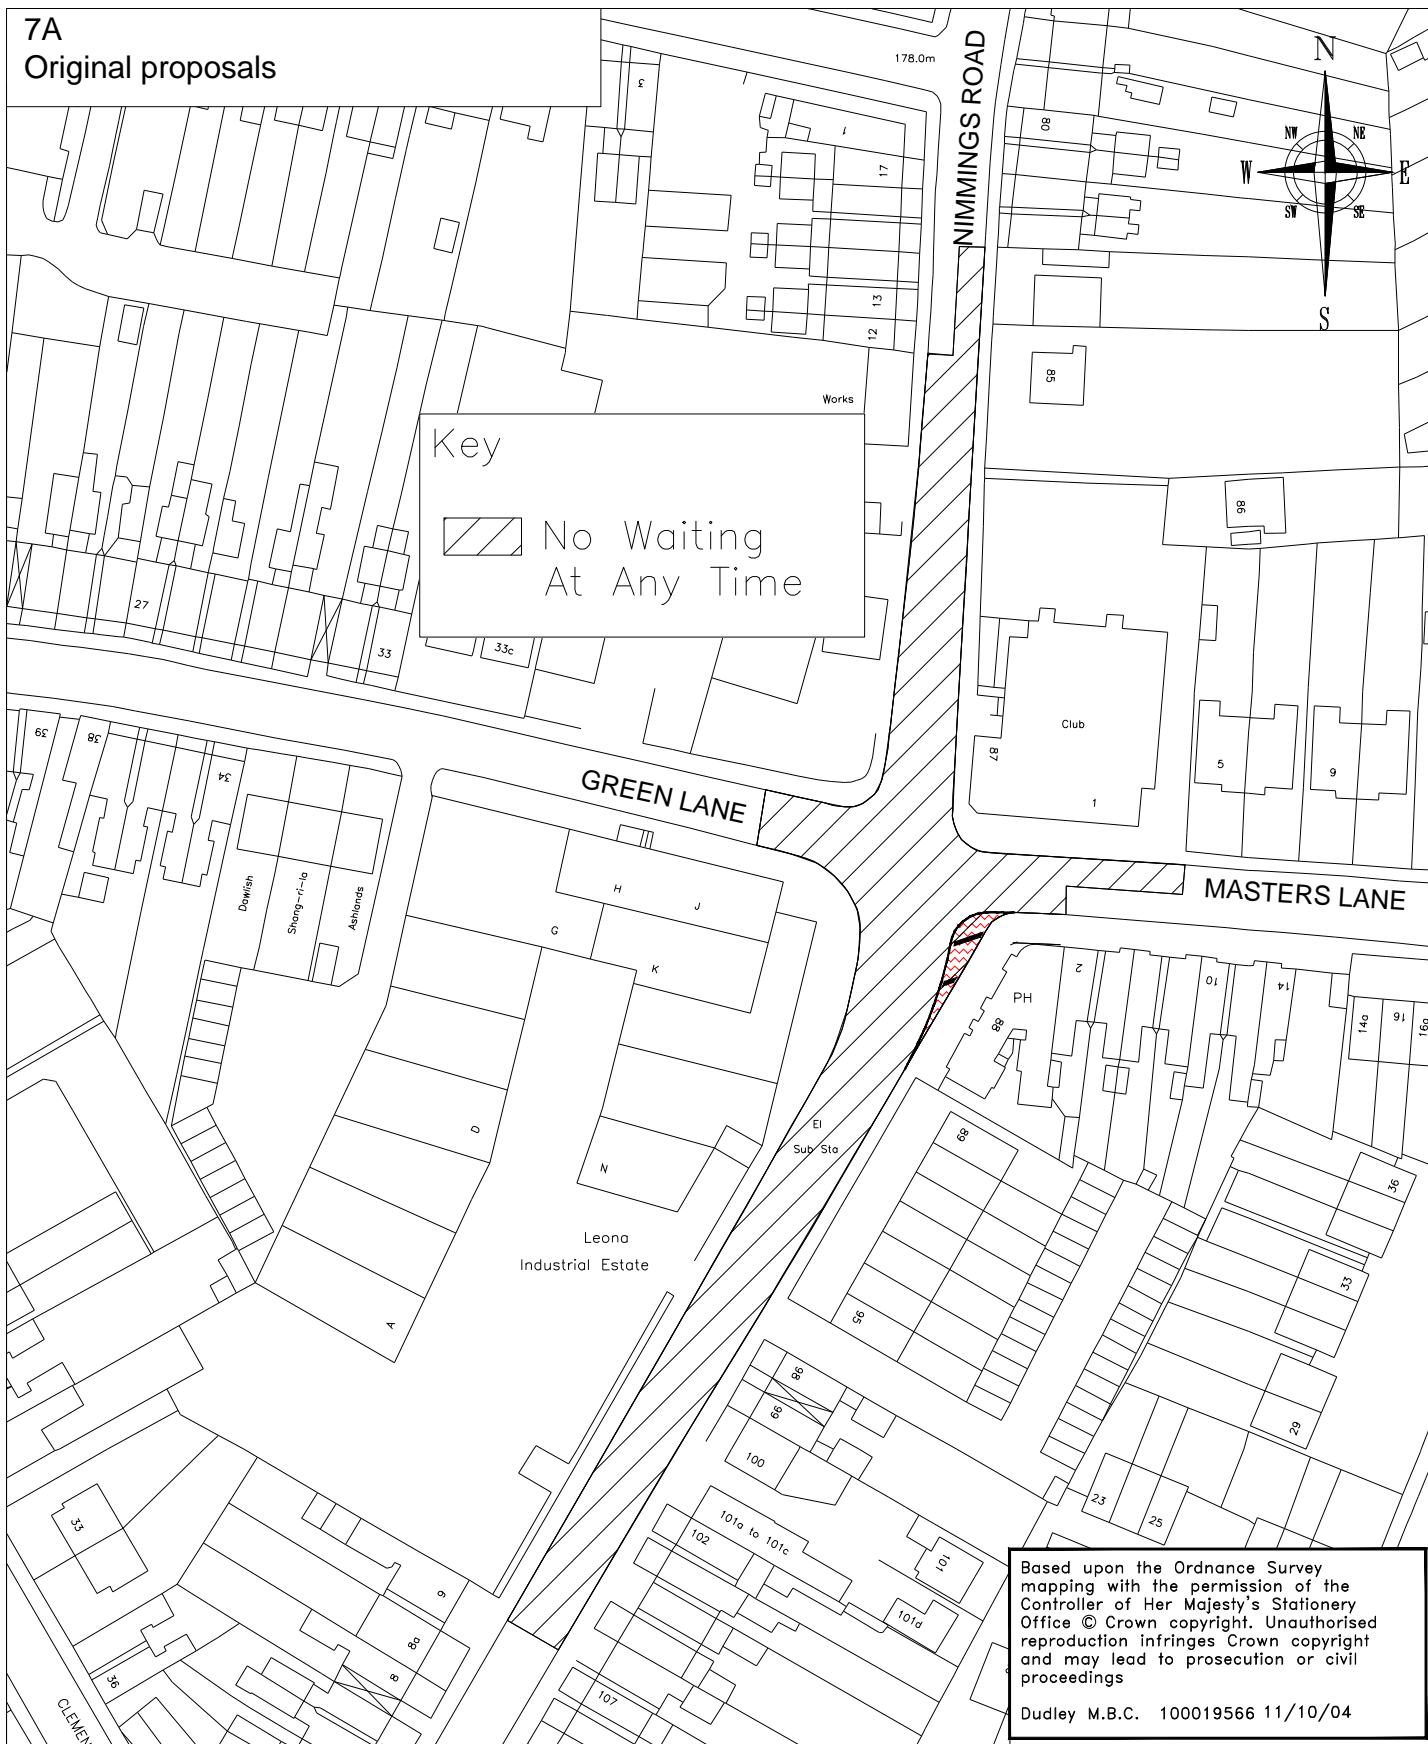 7A
Original proposals
178.0m
NIMMINGS ROAD
N
NW
NE
W
E
SW
SE
S
3
1
17
80
13
12
85
Works
Key
No Waiting
At Any Time
86
27
33
33c
Club
87
1
5
9
39
38
34
GREEN LANE
MASTERS LANE
Dawlish
Shang-ri-la
Ashlands
H
J
G
K
PH
88
2
10
14
14a
16
16a
D
N
El
Sub Sta
89
36
Leona
Industrial Estate
33
A
95
98
99
29
100
23
25
33
101a to 101c
102
101
101d
9
8a
8
36
107
CLEMEN
Based upon the Ordnance Survey
mapping with the permission of the
Controller of Her Majesty's Stationery
Office © Crown copyright. Unauthorised
reproduction infringes Crown copyright
and may lead to prosecution or civil
proceedings
Dudley M.B.C. 100019566 11/10/04